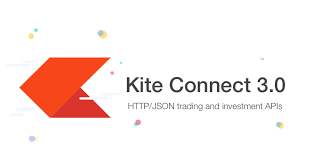 Kite Connect 3.0
HTTP/JSON trading and investment APIs